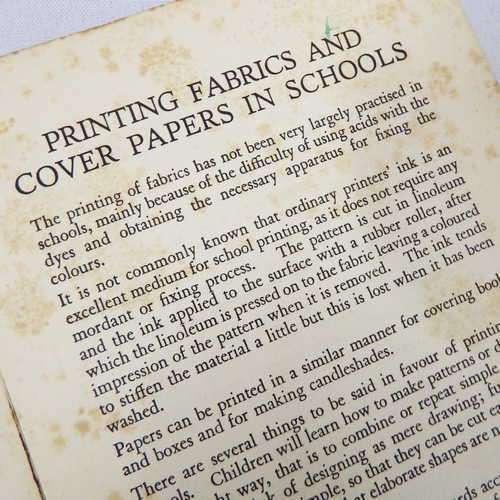 PRINTING FABRICS AND
COVER PAPERS IN SCHOOLS
The printing of fabrics has not been very largely practised in
schools, mainly because of the difficulty of using acids with the
dyes and obtaining the necessary apparatus for fixing the
colours.
It is not commonly known that ordinary printers' ink is an
excellent medium for school printing, as it does not require any
mordant or fixing process. The pattern is cut in linoleum
and the ink applied to the surface with a rubber roller, after
which the linoleum is pressed on to the fabric leaving a coloured
impression of the pattern when it is removed. The ink tends
to stiffen the material a little but this is lost when it has been
washed.
Papers can be printed in a similar manner for covering
and boxes and for making candleshades.
There are several things to be said in favour of
Children will learn how to make patterns or
way, that is to combine or repeat simple
of designing as mere drawing;
so that they can be cut
elaborate shapes are